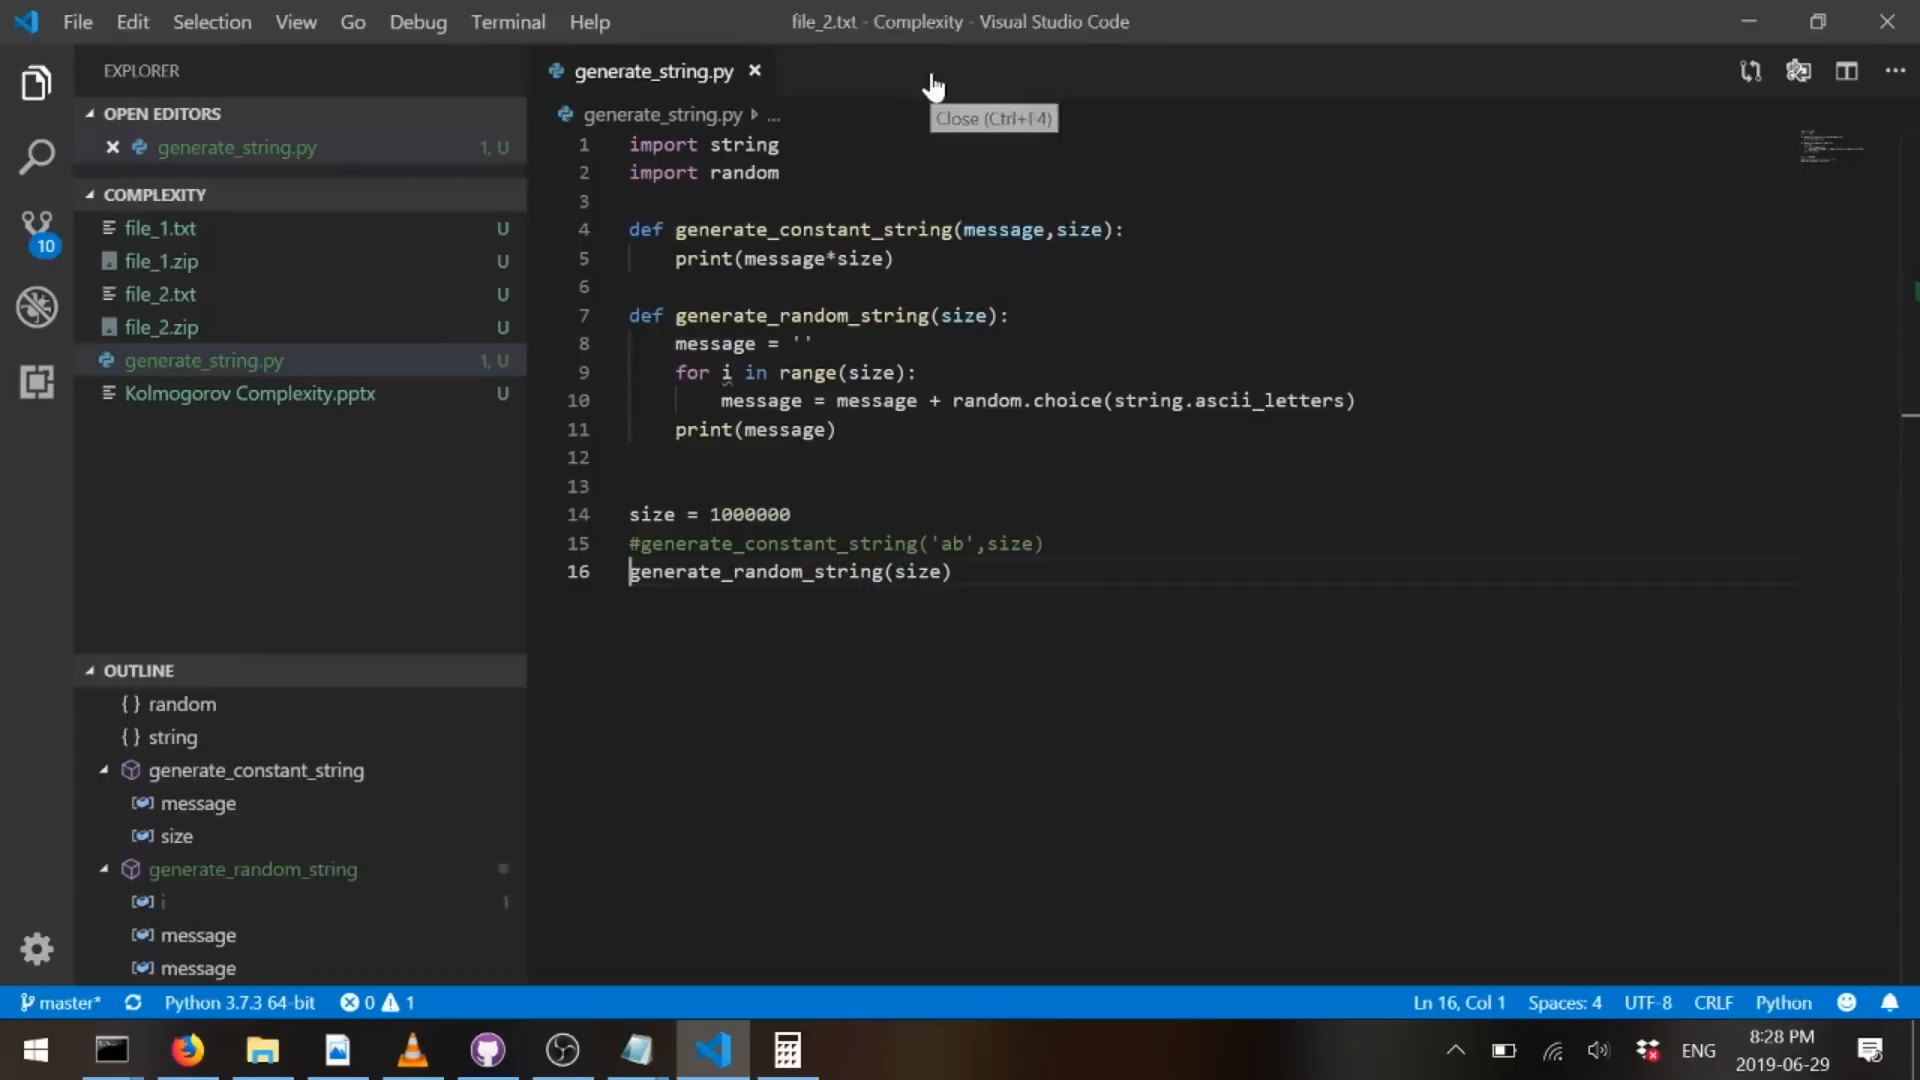 File Edit Selection View Go Debug Terminal Help
file_2.txt - Complexity - Visual Studio Code
EXPLORER
OPEN EDITORS
generate_string.py 1, U
COMPLEXITY
file_1.txt U
file_1.zip U
file_2.txt U
file_2.zip U
generate_string.py 1, U
Kolmogorov Complexity.pptx U
10
OUTLINE
{ } random
{ } string
generate_constant_string
message
size
generate_random_string
i 1
message
message
generate_string.py
generate_string.py ...
Close (Ctrl+F4)
1 import string
2 import random
3
4 def generate_constant_string(message,size):
5 print(message*size)
6
7 def generate_random_string(size):
8 message = ''
9 for i in range(size):
10 message = message + random.choice(string.ascii_letters)
11 print(message)
12
13
14 size = 1000000
15 #generate_constant_string('ab',size)
16 generate_random_string(size)
master* Python 3.7.3 64-bit 0 1
Ln 16, Col 1 Spaces: 4 UTF-8 CRLF Python
ENG
8:28 PM
2019-06-29